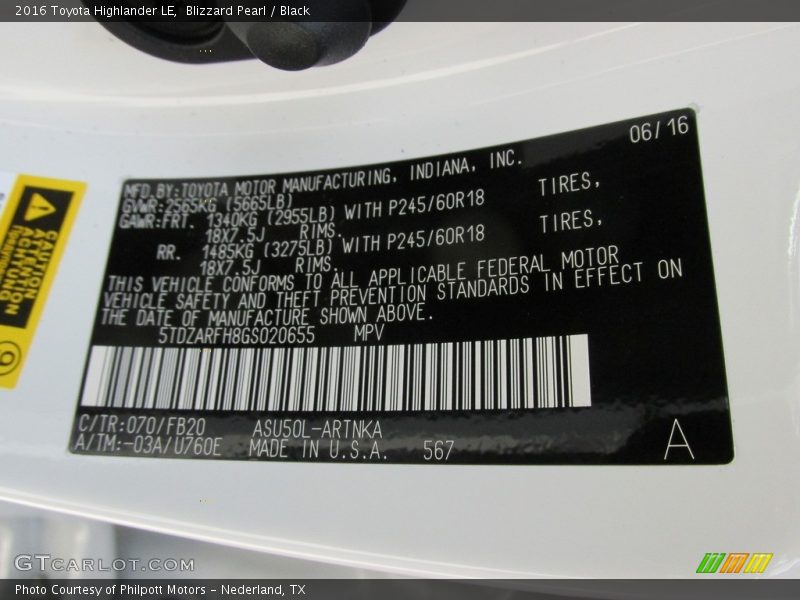 2016 Toyota Highlander LE, Blizzard Pearl / Black
06/16
MFD.BY:TOYOTA MOTOR MANUFACTURING, INDIANA, INC.
GVWR:2565KG (5665LB)
GAWR:FRT. 1340KG (2955LB) WITH P245/60R18 TIRES,
18X7.5J RIMS.
RR. 1485KG (3275LB) WITH P245/60R18 TIRES,
18X7.5J RIMS.
THIS VEHICLE CONFORMS TO ALL APPLICABLE FEDERAL MOTOR
VEHICLE SAFETY AND THEFT PREVENTION STANDARDS IN EFFECT ON
THE DATE OF MANUFACTURE SHOWN ABOVE.
5TDZARFH8GS020655 MPV
C/TR:070/FB20 ASU50L-ARTNKA
A/TM:-03A/U760E MADE IN U.S.A. 567
A
CAUTION
ATTENTION
ACHTUNG
GTCARLOT.COM
Photo Courtesy of Philpott Motors - Nederland, TX